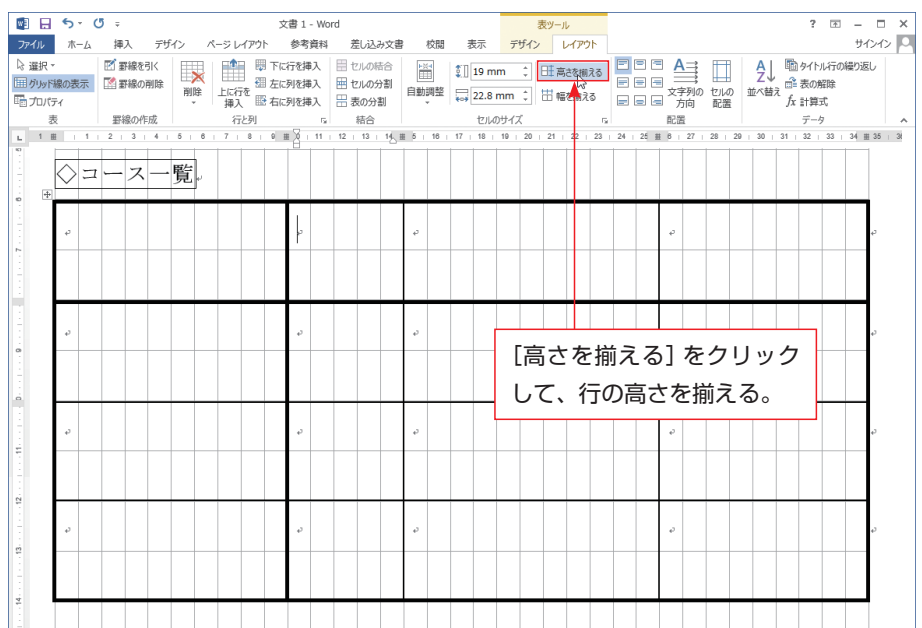 文書 1 - Word
表ツール
ファイル ホーム 挿入 デザイン ページ レイアウト 参考資料 差し込み文書 校閲 表示 デザイン レイアウト サインイン
選択
グリッド線の表示
プロパティ
表
罫線を引く
罫線の削除
罫線の作成
削除
上に行を
挿入
下に行を挿入
左に列を挿入
右に列を挿入
行と列
セルの結合
セルの分割
表の分割
結合
自動調整
19 mm
22.8 mm
高さを揃える
幅を揃える
セルのサイズ
文字列の
方向
セルの
配置
配置
並べ替え
タイトル行の繰り返し
表の解除
fx 計算式
データ
◇コース一覧
[高さを揃える] をクリック
して、行の高さを揃える。